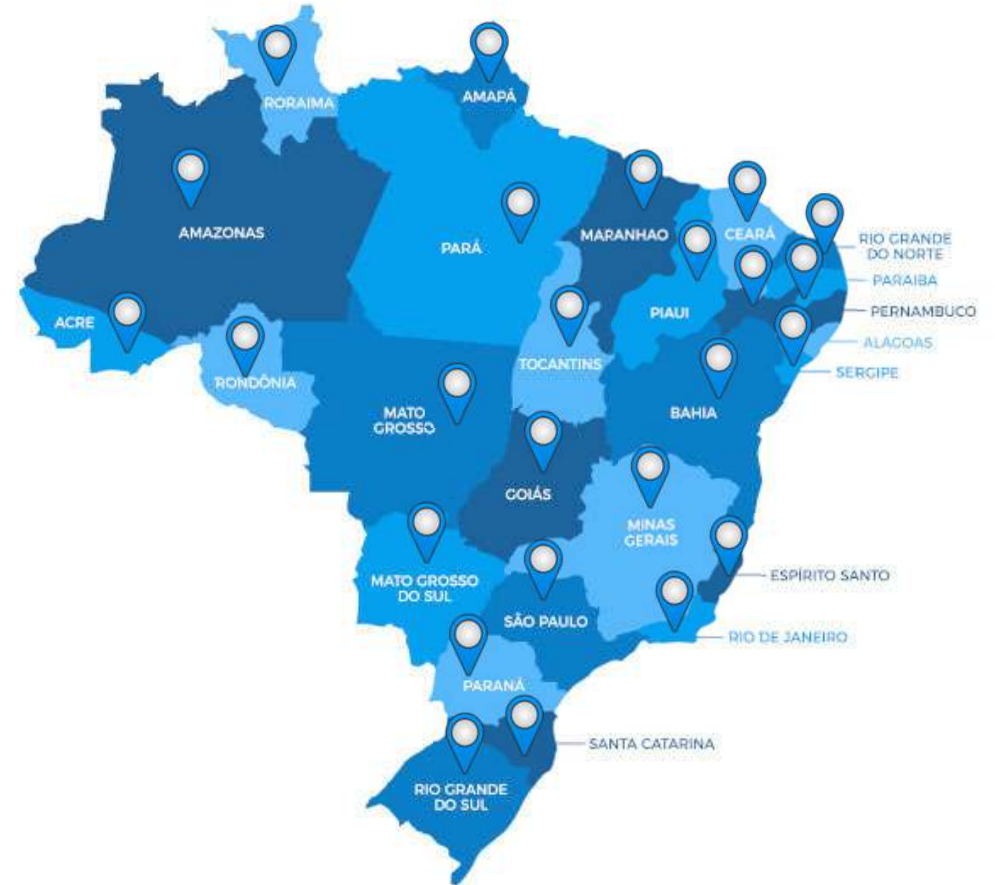 RORAIMA
AMAPÁ
AMAZONAS
PARÁ
MARANHAO
CEARÁ
RIO GRANDE
DO NORTE
PARAIBA
PERNAMBUCO
ALAGOAS
SERGIPE
PIAUI
ACRE
RONDÔNIA
TOCANTINS
MATO
GROSSO
BAHIA
GOIÁS
MINAS
GERAIS
ESPÍRITO SANTO
MATO GROSSO
DO SUL
SÃO PAULO
RIO DE JANEIRO
PARANÁ
SANTA CATARINA
RIO GRANDE
DO SUL